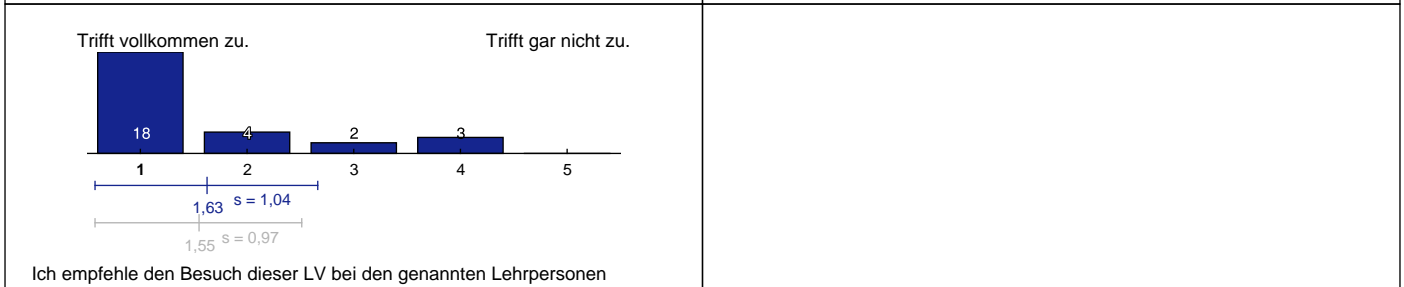 Trifft vollkommen zu. Trifft gar nicht zu.
18 4 2 3
1 2 3 4 5
1,63 s = 1,04
1,55 s = 0,97
Ich empfehle den Besuch dieser LV bei den genannten Lehrpersonen